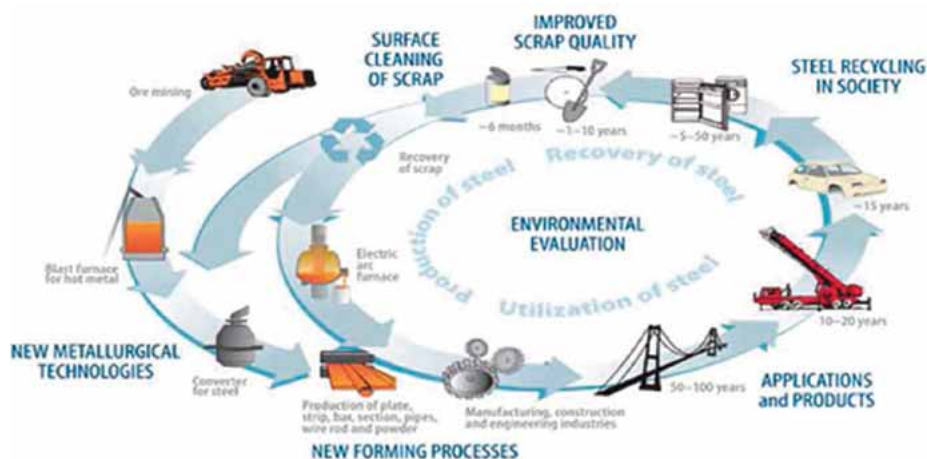 IMPROVED
SCRAP QUALITY
SURFACE
CLEANING
OF SCRAP
STEEL RECYCLING
IN SOCIETY
Ore mining
~6 months
~1–10 years
~5–50 years
Recovery
of scrap
~15 years
Production of steel
Recovery of steel
Utilization of steel
ENVIRONMENTAL
EVALUATION
Blast furnace
for hot metal
Electric
arc
furnace
10–20 years
NEW METALLURGICAL
TECHNOLOGIES
Converter
for steel
Production of plate,
strip, bar, section, pipes,
wire rod and powder
Manufacturing, construction
and engineering industries
50–100 years
APPLICATIONS
and PRODUCTS
NEW FORMING PROCESSES